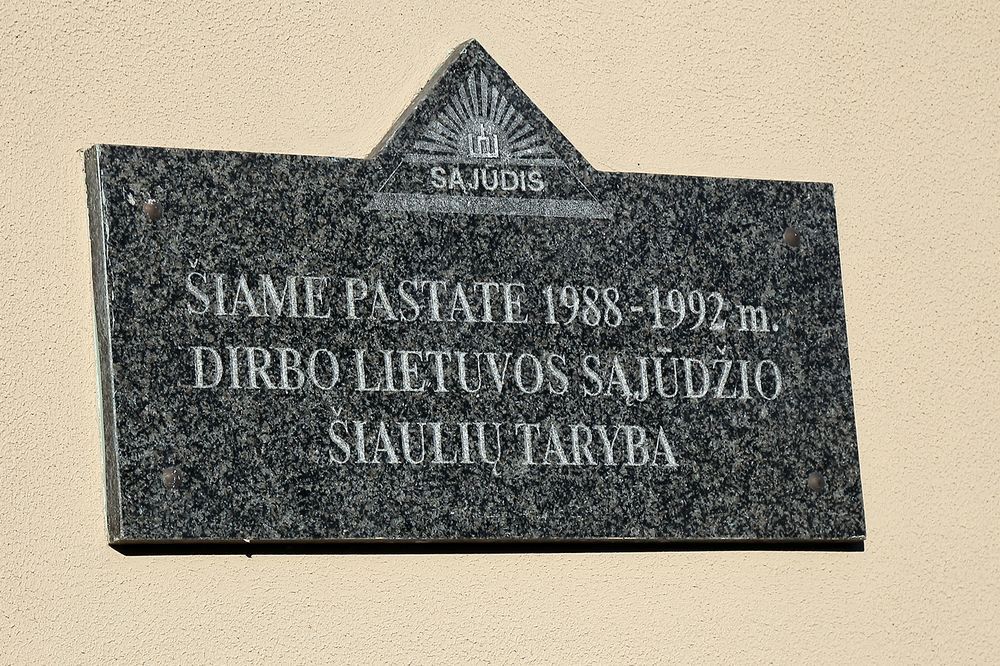 SĄJŪDIS
ŠIAME PASTATE 1988-1992 m.
DIRBO LIETUVOS SĄJŪDŽIO
ŠIAULIŲ TARYBA